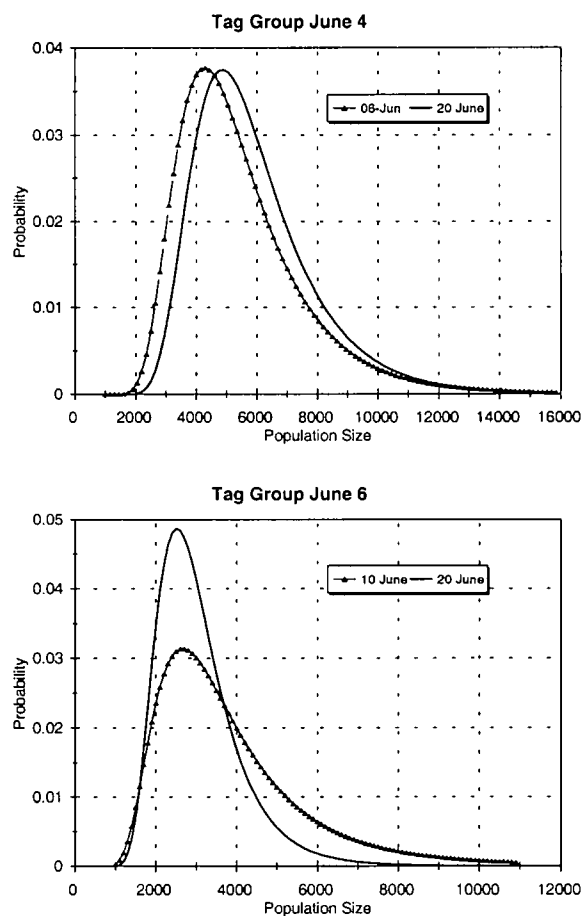 Tag Group June 4
0.04
0.03
0.02
0.01
0
Probability
08-Jun 20 June
0 2000 4000 6000 8000 10000 12000 14000 16000
Population Size
Tag Group June 6
0.05
0.04
0.03
0.02
0.01
0
Probability
10 June 20 June
0 2000 4000 6000 8000 10000 12000
Population Size